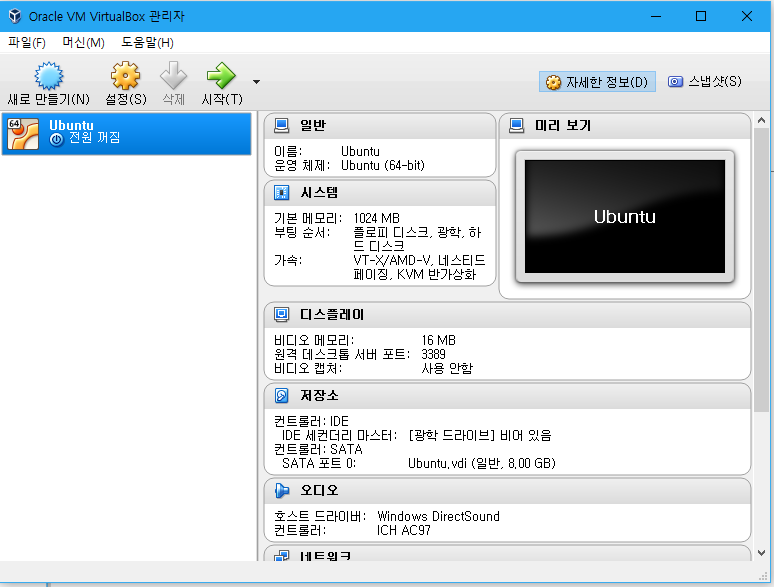 Oracle VM VirtualBox 관리자
파일(F) 머신(M) 도움말(H)
새로 만들기(N) 설정(S) 삭제 시작(T) 자세한 정보(D) 스냅샷(S)
64 Ubuntu
전원 꺼짐
일반
이름: Ubuntu
운영 체제: Ubuntu (64-bit)
시스템
기본 메모리: 1024 MB
부팅 순서: 플로피 디스크, 광학, 하
드 디스크
가속: VT-X/AMD-V, 네스티드
페이징, KVM 반가상화
미리 보기
Ubuntu
디스플레이
비디오 메모리: 16 MB
원격 데스크톱 서버 포트: 3389
비디오 캡처: 사용 안함
저장소
컨트롤러: IDE
IDE 세컨더리 마스터: [광학 드라이브] 비어 있음
컨트롤러: SATA
SATA 포트 0: Ubuntu.vdi (일반, 8.00 GB)
오디오
호스트 드라이버: Windows DirectSound
컨트롤러: ICH AC97
네트워크